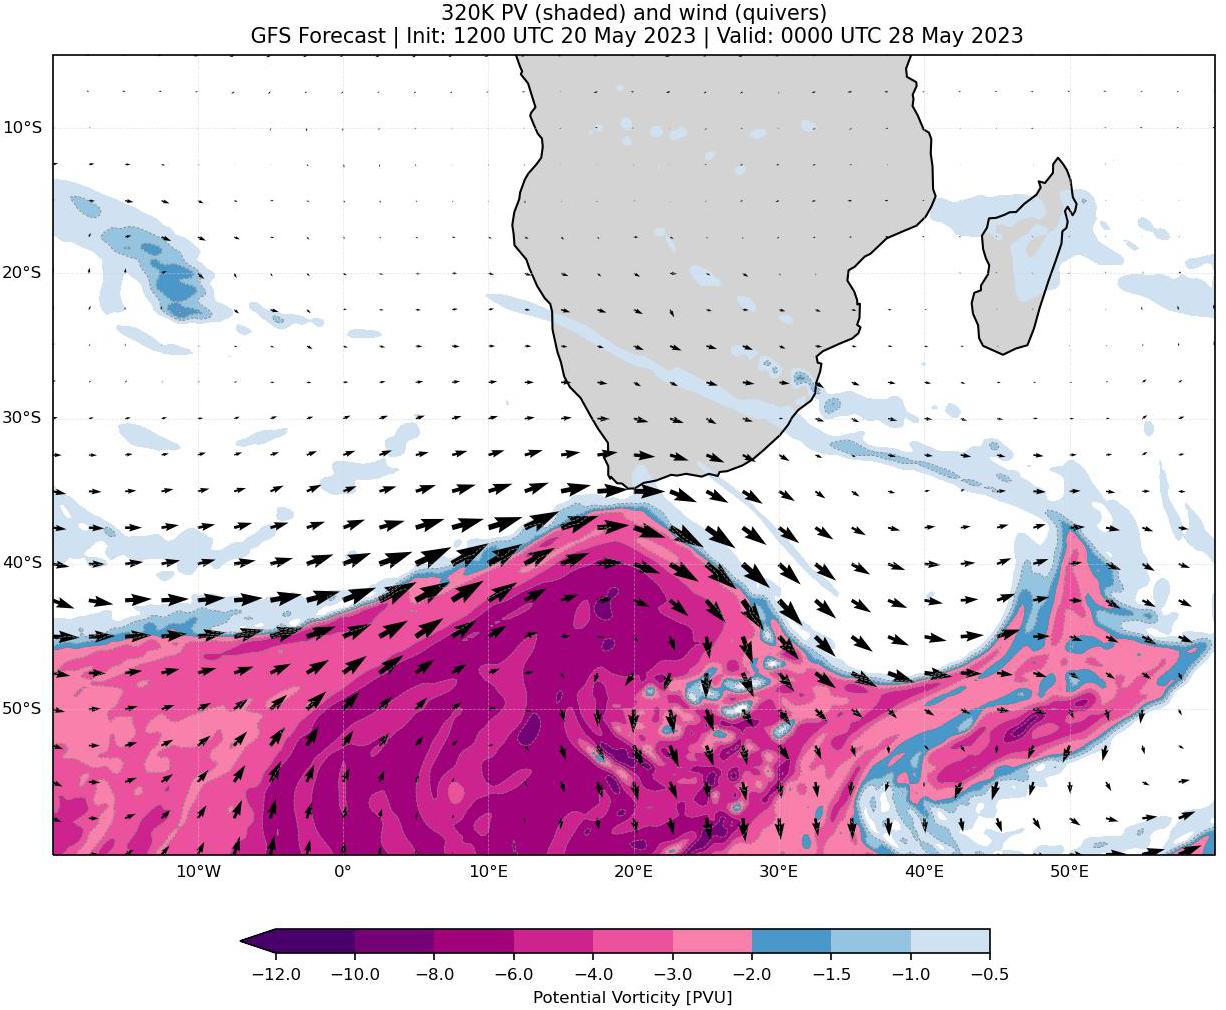 320K PV (shaded) and wind (quivers)
GFS Forecast | Init: 1200 UTC 20 May 2023 | Valid: 0000 UTC 28 May 2023
10°S
20°S
30°S
40°S
50°S
10°W 0° 10°E 20°E 30°E 40°E 50°E
−12.0 −10.0 −8.0 −6.0 −4.0 −3.0 −2.0 −1.5 −1.0 −0.5
Potential Vorticity [PVU]